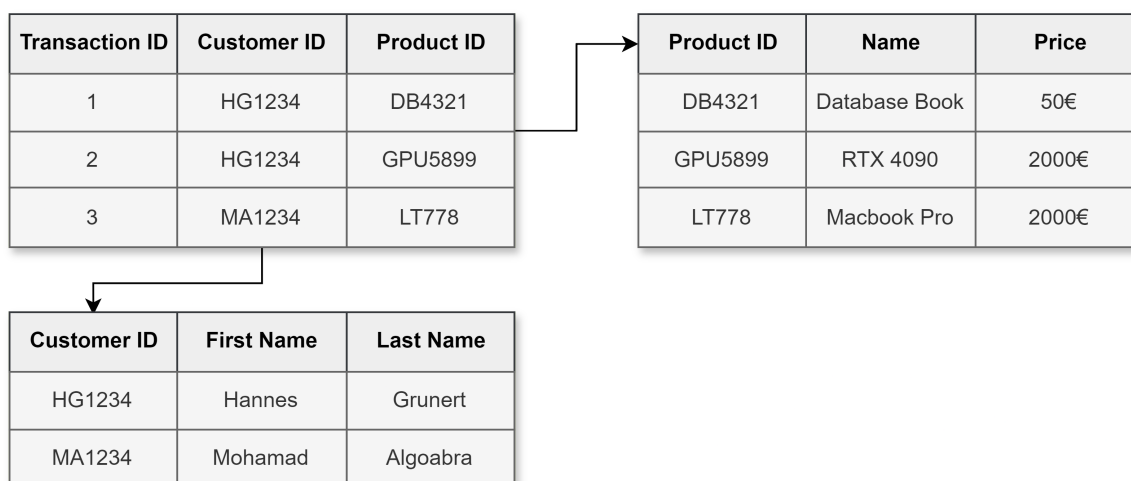 Transaction ID Customer ID Product ID
1 HG1234 DB4321
2 HG1234 GPU5899
3 MA1234 LT778
Product ID Name Price
DB4321 Database Book 50€
GPU5899 RTX 4090 2000€
LT778 Macbook Pro 2000€
Customer ID First Name Last Name
HG1234 Hannes Grunert
MA1234 Mohamad Algoabra